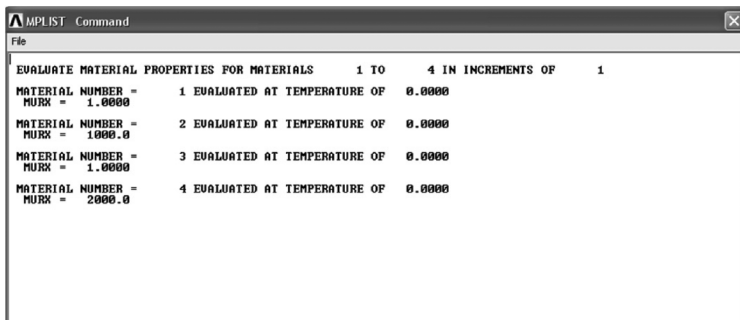 MPLIST Command
File
EVALUATE MATERIAL PROPERTIES FOR MATERIALS 1 TO 4 IN INCREMENTS OF 1
MATERIAL NUMBER = 1 EVALUATED AT TEMPERATURE OF 0.0000
MURX = 1.0000
MATERIAL NUMBER = 2 EVALUATED AT TEMPERATURE OF 0.0000
MURX = 1000.0
MATERIAL NUMBER = 3 EVALUATED AT TEMPERATURE OF 0.0000
MURX = 1.0000
MATERIAL NUMBER = 4 EVALUATED AT TEMPERATURE OF 0.0000
MURX = 2000.0